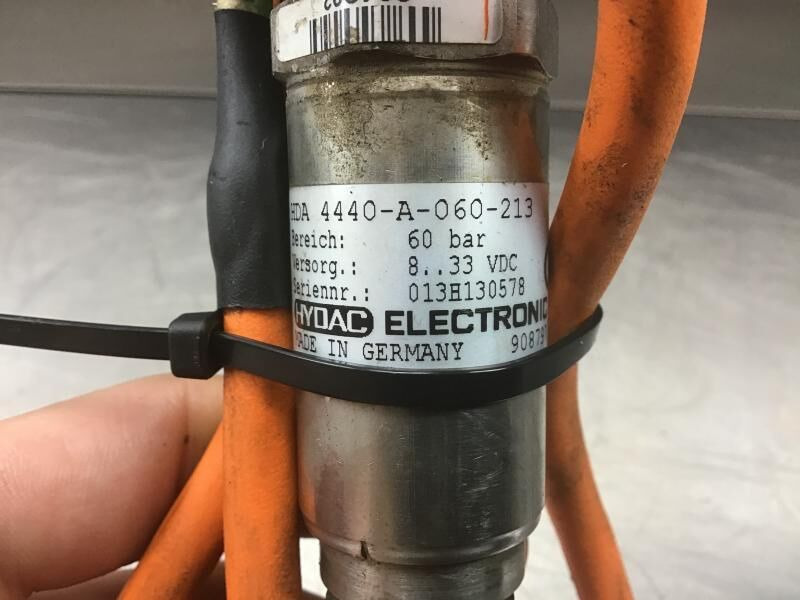 HDA 4440-A-060-213
Bereich: 60 bar
Versorg.: 8..33 VDC
Seriennr.: 013H130578
HYDAC ELECTRONIC
MADE IN GERMANY